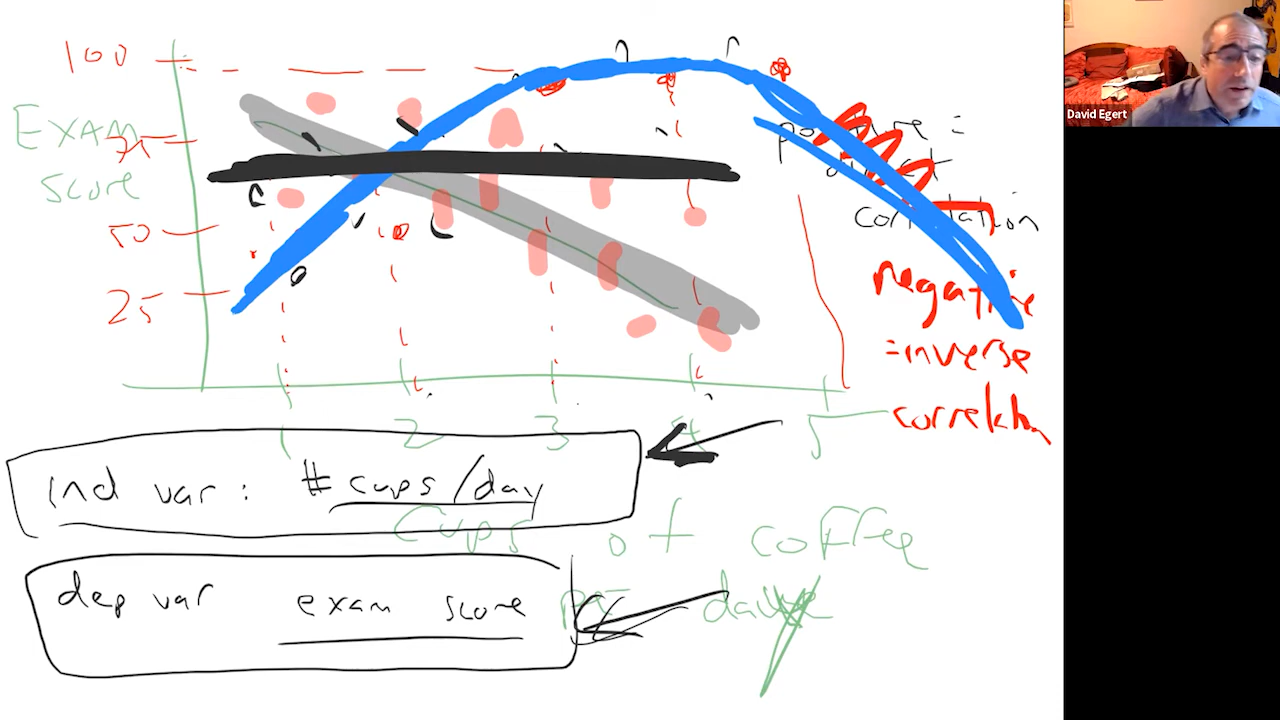 100
Exam
75
score
50
25
positive =
direct
correlation
negative
=inverse
correlation
1 2 3 4 5
ind var: # cups/day
cups of coffee
dep var exam score
per day
David Egert